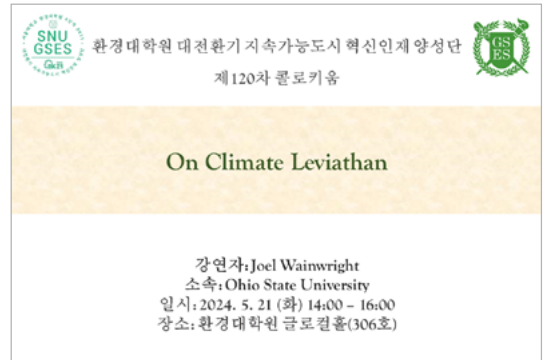 SNU
GSES
환경대학원 대전환기 지속가능도시 혁신인재 양성단
GS
ES
제120차 콜로키움
On Climate Leviathan
강연자: Joel Wainwright
소속: Ohio State University
일시: 2024. 5. 21 (화) 14:00 – 16:00
장소: 환경대학원 글로컬홀(306호)